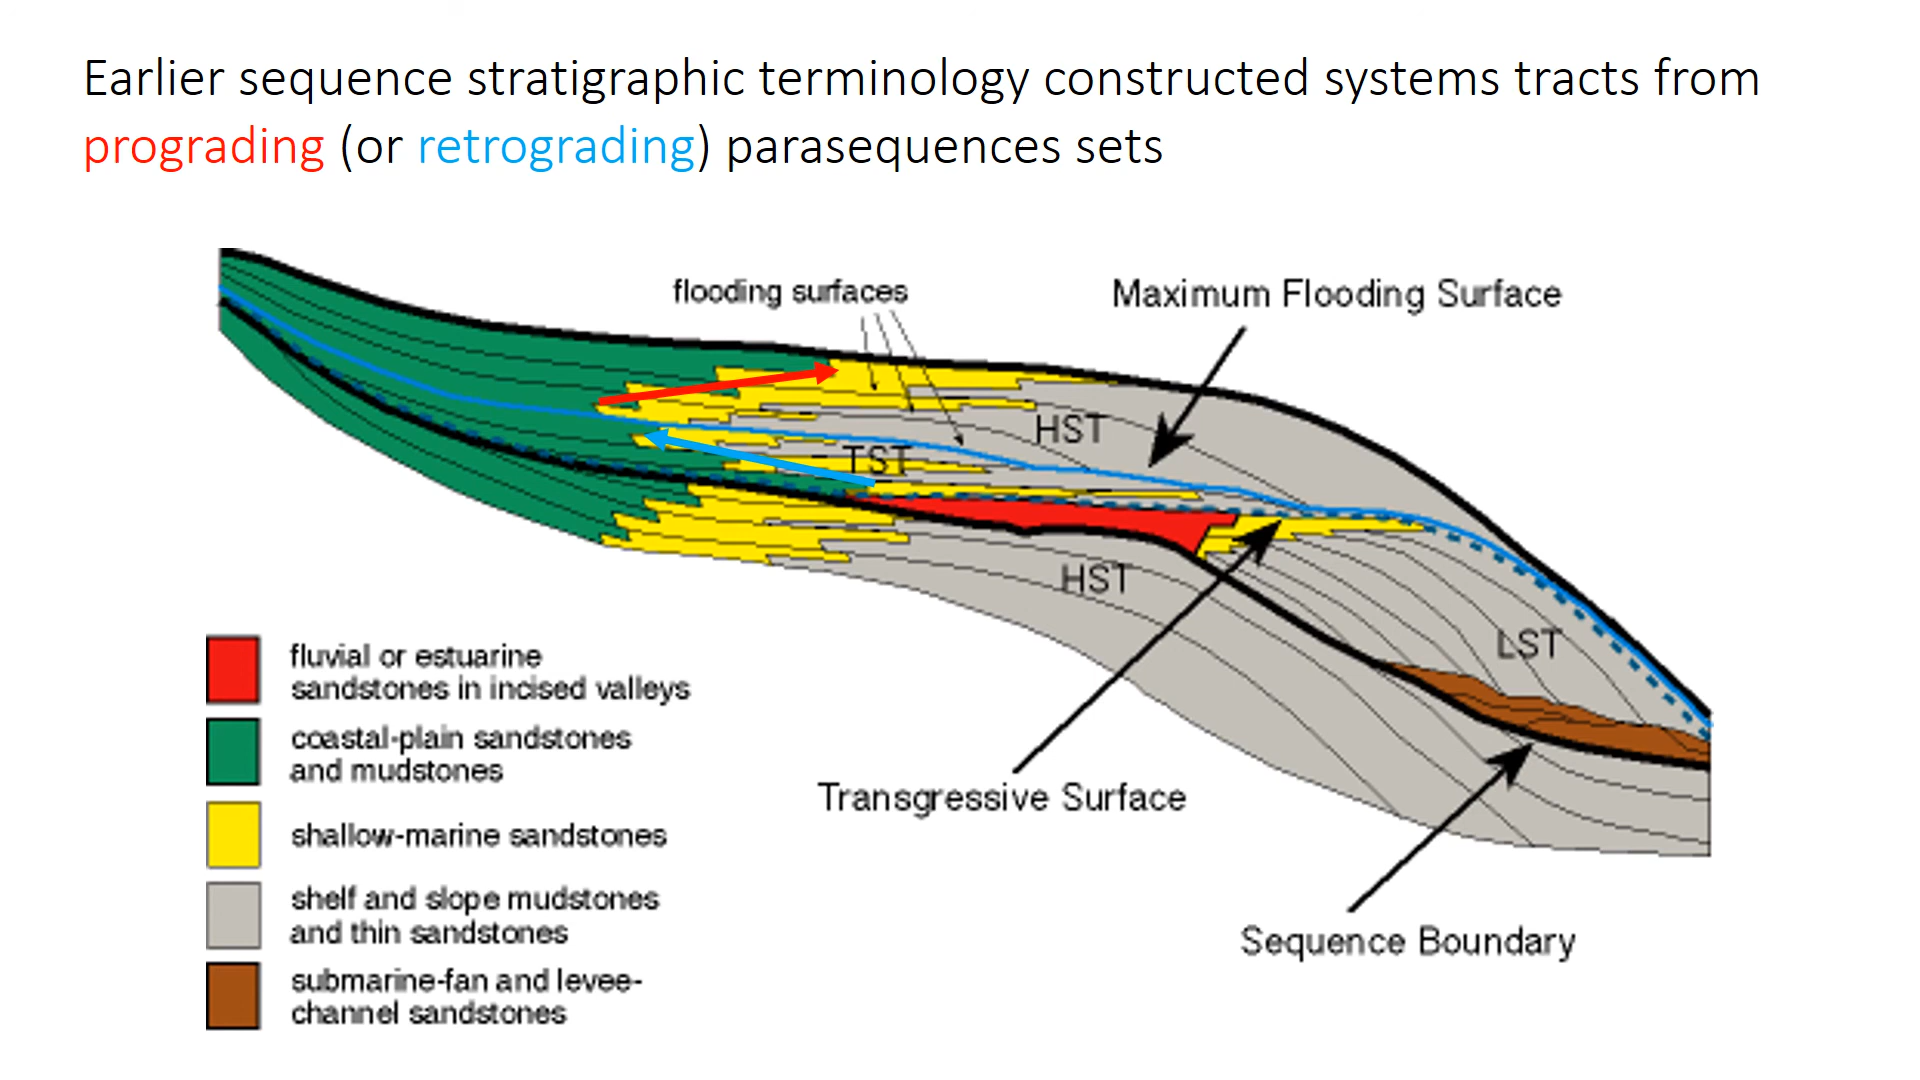 Earlier sequence stratigraphic terminology constructed systems tracts from
prograding (or retrograding) parasequences sets
flooding surfaces
Maximum Flooding Surface
HST
TST
HST
LST
Transgressive Surface
Sequence Boundary
fluvial or estuarine
sandstones in incised valleys
coastal-plain sandstones
and mudstones
shallow-marine sandstones
shelf and slope mudstones
and thin sandstones
submarine-fan and levee-
channel sandstones